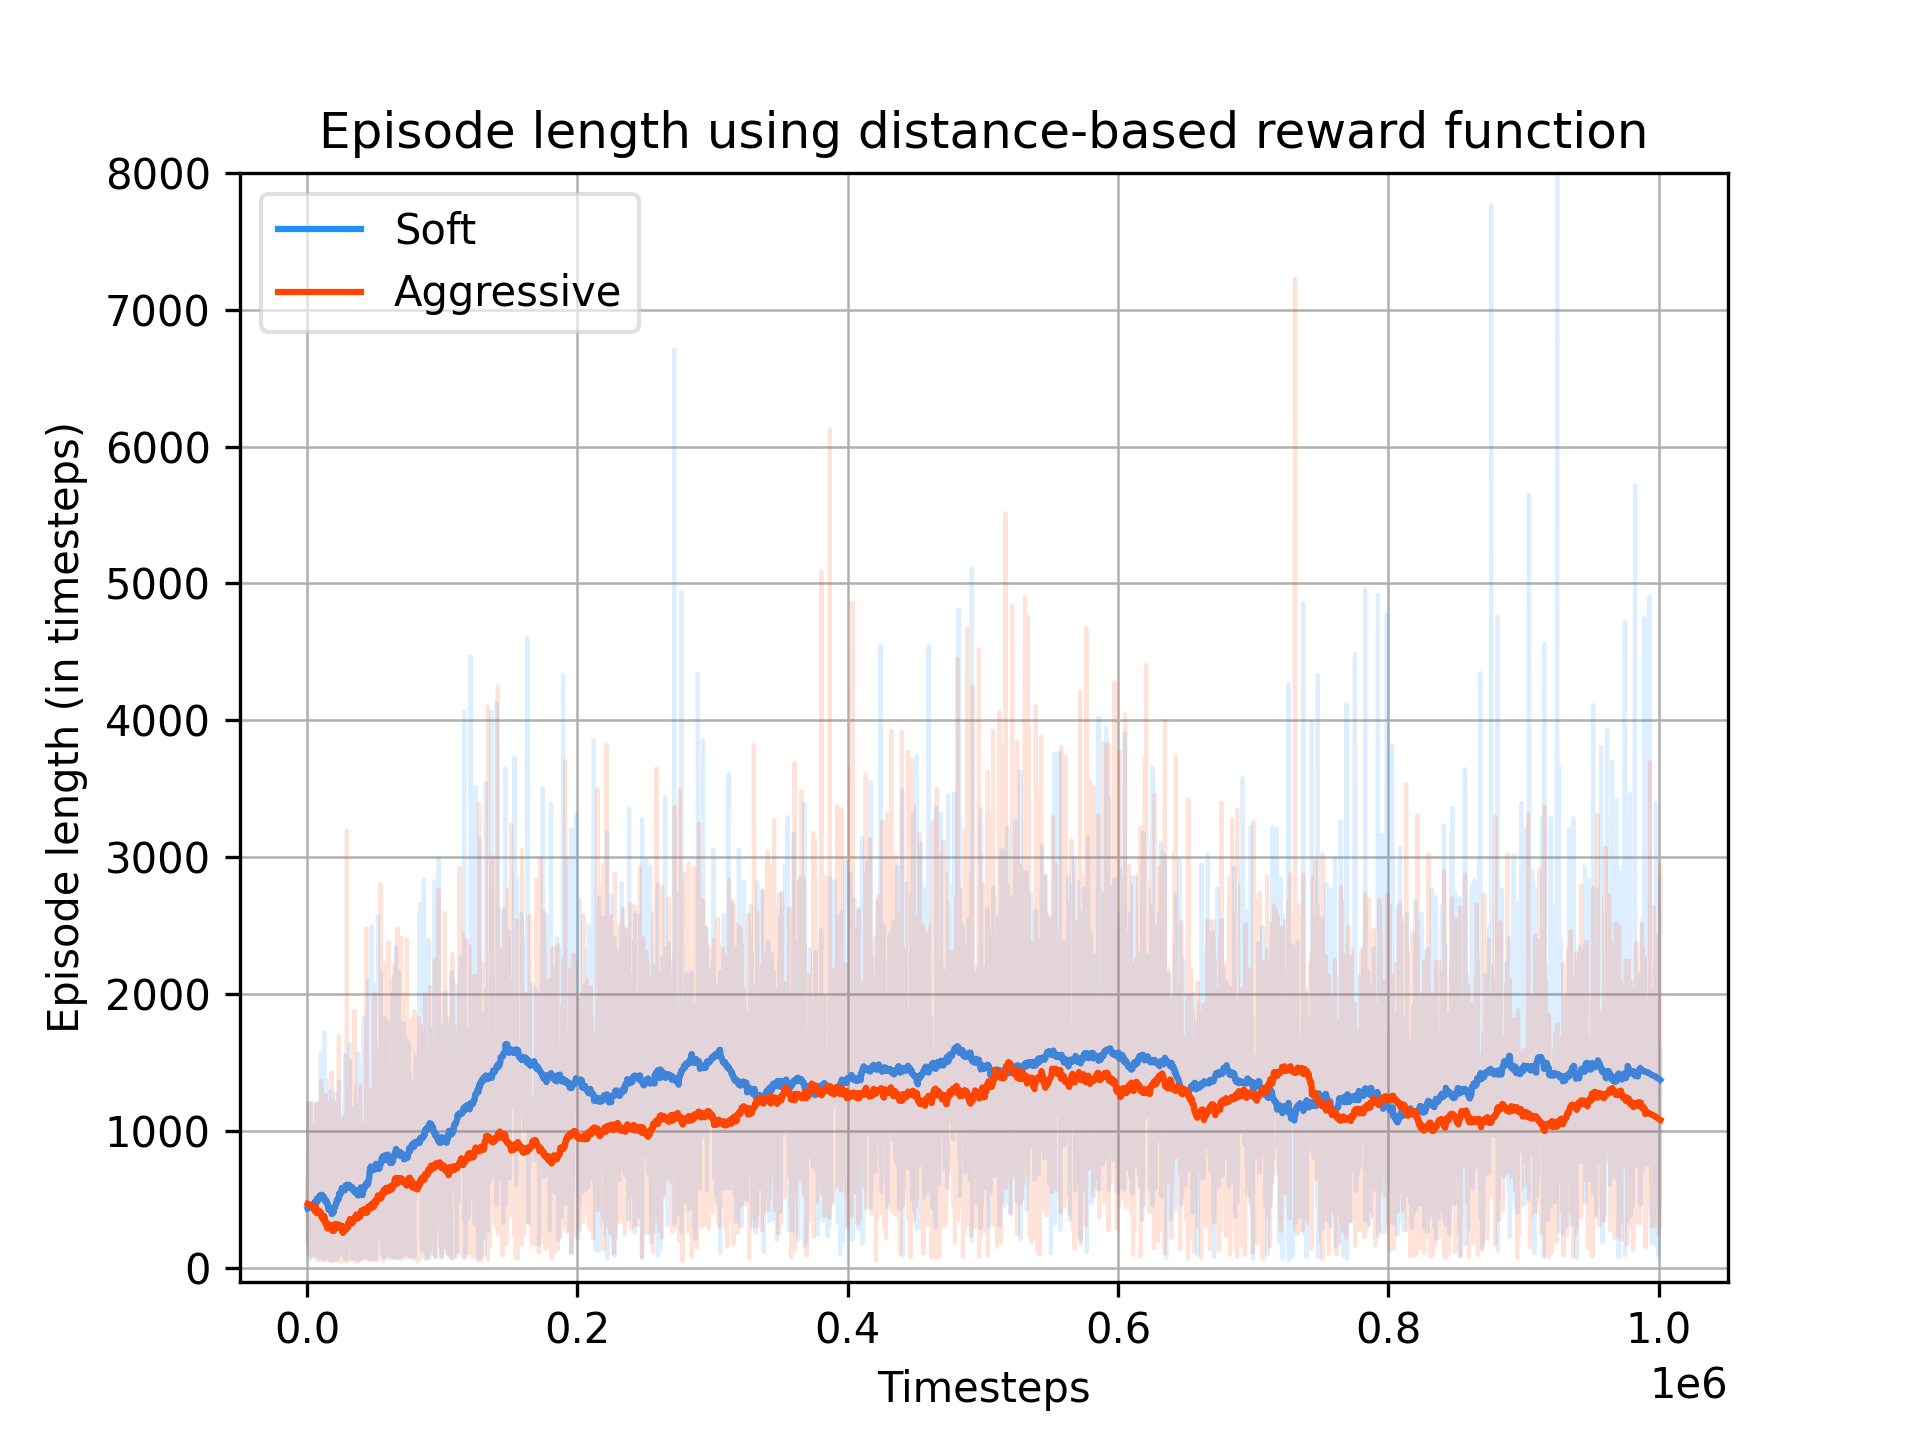 Episode length using distance-based reward function
8000
7000
6000
5000
4000
3000
2000
1000
0
Episode length (in timesteps)
Soft
Aggressive
0.0 0.2 0.4 0.6 0.8 1.0
Timesteps
1e6